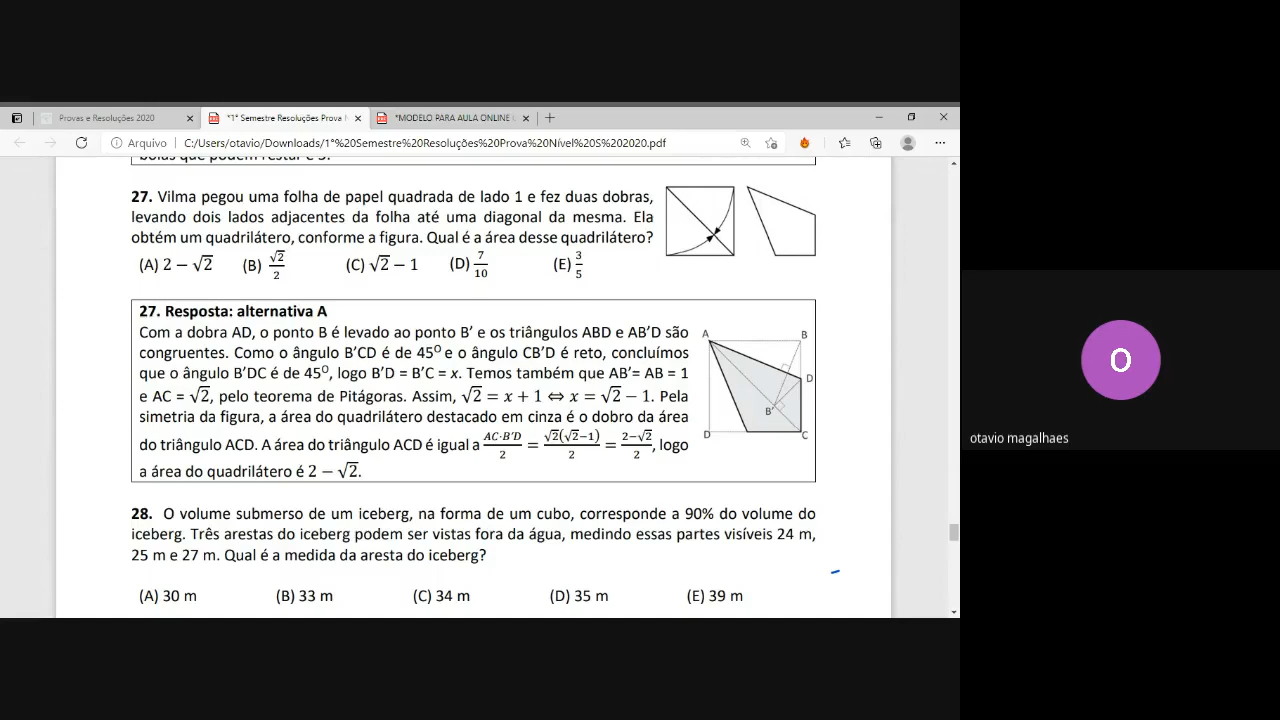 Provas e Resoluções 2020
*1° Semestre Resoluções Prova N
*MODELO PARA AULA ONLINE
Arquivo
C:/Users/otavio/Downloads/1°%20Semestre%20Resoluções%20Prova%20Nível%20S%202020.pdf
bolas que podem restar é 5.
27. Vilma pegou uma folha de papel quadrada de lado 1 e fez duas dobras,
levando dois lados adjacentes da folha até uma diagonal da mesma. Ela
obtém um quadrilátero, conforme a figura. Qual é a área desse quadrilátero?
(A) 2 − √2 (B) √2/2 (C) √2 − 1 (D) 7/10 (E) 3/5
27. Resposta: alternativa A
Com a dobra AD, o ponto B é levado ao ponto B’ e os triângulos ABD e AB’D são
congruentes. Como o ângulo B’CD é de 45⁰ e o ângulo CB’D é reto, concluímos
que o ângulo B’DC é de 45⁰, logo B’D = B’C = x. Temos também que AB’= AB = 1
e AC = √2, pelo teorema de Pitágoras. Assim, √2 = x + 1 ⇔ x = √2 − 1. Pela
simetria da figura, a área do quadrilátero destacado em cinza é o dobro da área
do triângulo ACD. A área do triângulo ACD é igual a AC∙B’D/2 = √2(√2−1)/2 = 2−√2/2, logo
a área do quadrilátero é 2 − √2.
A
B
D
B'
D
C
28. O volume submerso de um iceberg, na forma de um cubo, corresponde a 90% do volume do
iceberg. Três arestas do iceberg podem ser vistas fora da água, medindo essas partes visíveis 24 m,
25 m e 27 m. Qual é a medida da aresta do iceberg?
(A) 30 m (B) 33 m (C) 34 m (D) 35 m (E) 39 m
O
otavio magalhaes